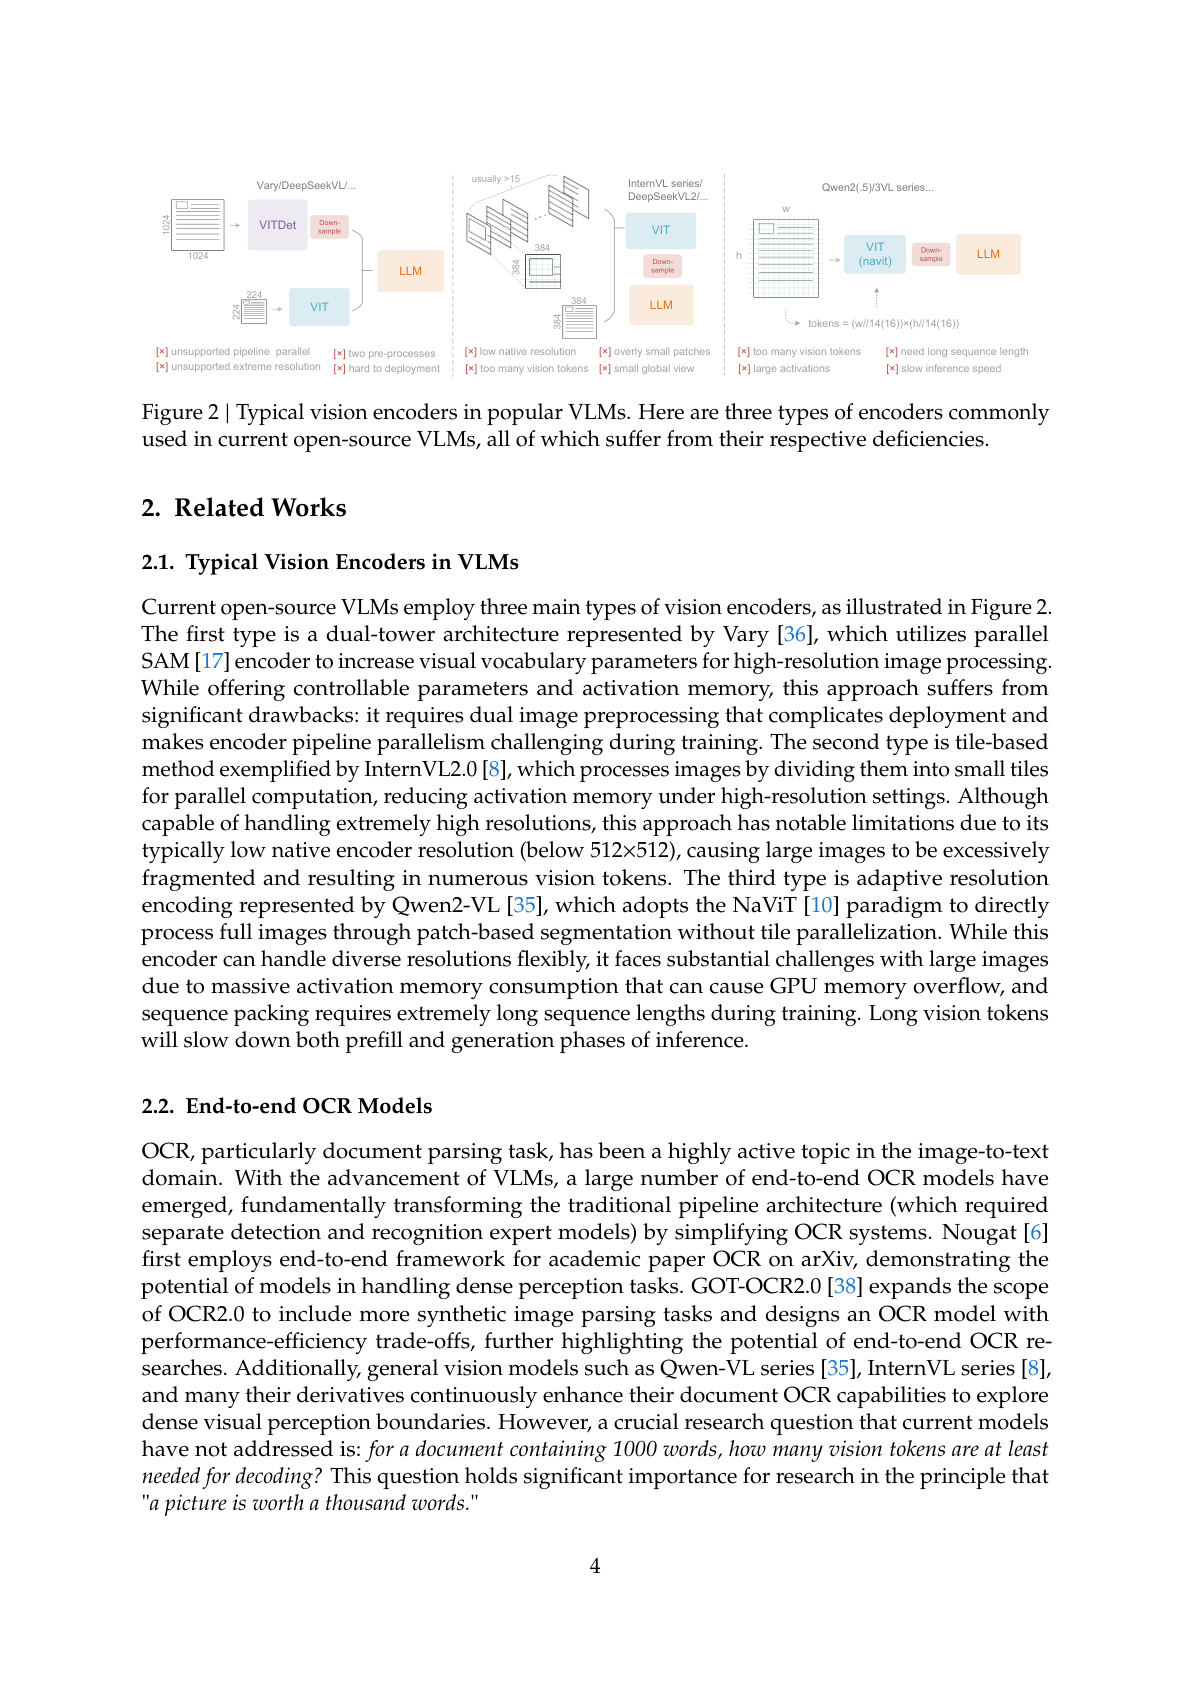 Vary/DeepSeekVL/...
1024
1024
VITDet
Down-
sample
224
224
VIT
LLM
[×] unsupported pipeline parallel
[×] two pre-processes
[×] unsupported extreme resolution
[×] hard to deployment
usually >15
384
384
384
384
InternVL series/
DeepSeekVL2/...
VIT
Down-
sample
LLM
[×] low native resolution
[×] overly small patches
[×] too many vision tokens
[×] small global view
Qwen2(.5)/3VL series...
w
h
VIT
(navit)
Down-
sample
LLM
tokens = (w//14(16))×(h//14(16))
[×] too many vision tokens
[×] need long sequence length
[×] large activations
[×] slow inference speed
Figure 2 | Typical vision encoders in popular VLMs. Here are three types of encoders commonly
used in current open-source VLMs, all of which suffer from their respective deficiencies.
2. Related Works
2.1. Typical Vision Encoders in VLMs
Current open-source VLMs employ three main types of vision encoders, as illustrated in Figure 2.
The first type is a dual-tower architecture represented by Vary [36], which utilizes parallel
SAM [17] encoder to increase visual vocabulary parameters for high-resolution image processing.
While offering controllable parameters and activation memory, this approach suffers from
significant drawbacks: it requires dual image preprocessing that complicates deployment and
makes encoder pipeline parallelism challenging during training. The second type is tile-based
method exemplified by InternVL2.0 [8], which processes images by dividing them into small tiles
for parallel computation, reducing activation memory under high-resolution settings. Although
capable of handling extremely high resolutions, this approach has notable limitations due to its
typically low native encoder resolution (below 512×512), causing large images to be excessively
fragmented and resulting in numerous vision tokens. The third type is adaptive resolution
encoding represented by Qwen2-VL [35], which adopts the NaViT [10] paradigm to directly
process full images through patch-based segmentation without tile parallelization. While this
encoder can handle diverse resolutions flexibly, it faces substantial challenges with large images
due to massive activation memory consumption that can cause GPU memory overflow, and
sequence packing requires extremely long sequence lengths during training. Long vision tokens
will slow down both prefill and generation phases of inference.
2.2. End-to-end OCR Models
OCR, particularly document parsing task, has been a highly active topic in the image-to-text
domain. With the advancement of VLMs, a large number of end-to-end OCR models have
emerged, fundamentally transforming the traditional pipeline architecture (which required
separate detection and recognition expert models) by simplifying OCR systems. Nougat [6]
first employs end-to-end framework for academic paper OCR on arXiv, demonstrating the
potential of models in handling dense perception tasks. GOT-OCR2.0 [38] expands the scope
of OCR2.0 to include more synthetic image parsing tasks and designs an OCR model with
performance-efficiency trade-offs, further highlighting the potential of end-to-end OCR re-
searches. Additionally, general vision models such as Qwen-VL series [35], InternVL series [8],
and many their derivatives continuously enhance their document OCR capabilities to explore
dense visual perception boundaries. However, a crucial research question that current models
have not addressed is: for a document containing 1000 words, how many vision tokens are at least
needed for decoding? This question holds significant importance for research in the principle that
"a picture is worth a thousand words."
4